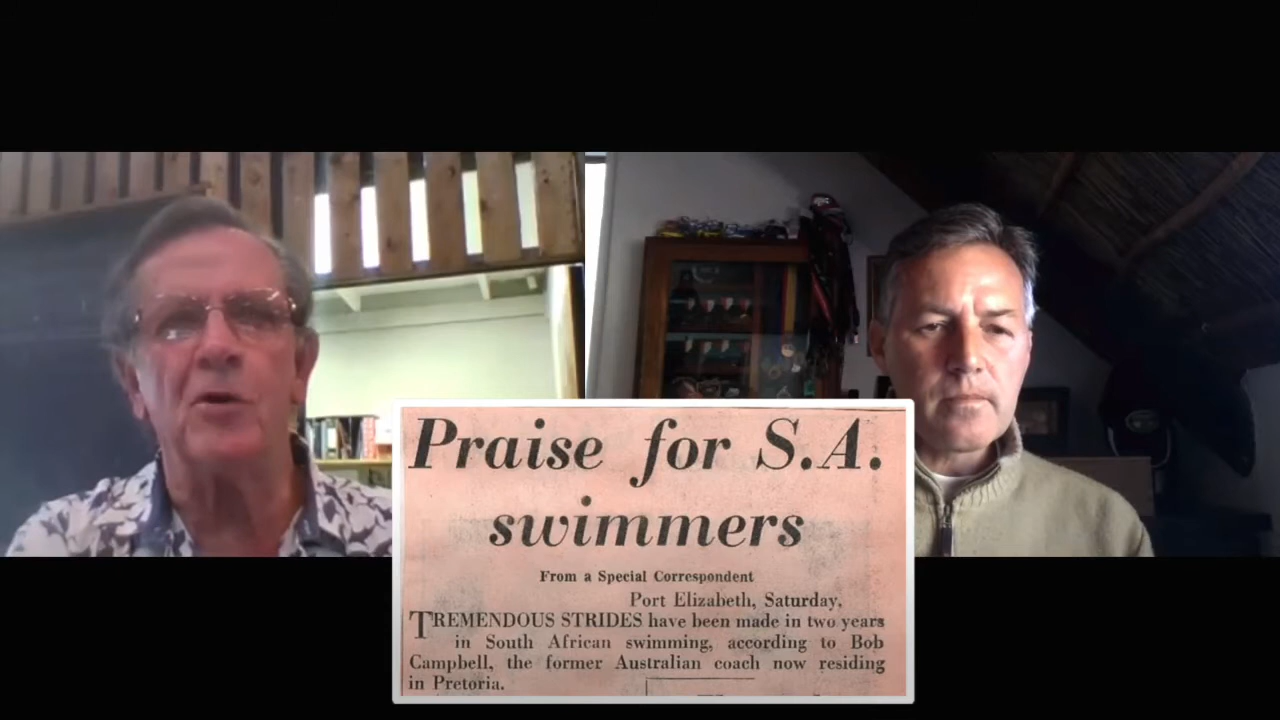 Praise for S.A.
swimmers
From a Special Correspondent
Port Elizabeth, Saturday,
TREMENDOUS STRIDES have been made in two years
in South African swimming, according to Bob
Campbell, the former Australian coach now residing
in Pretoria.